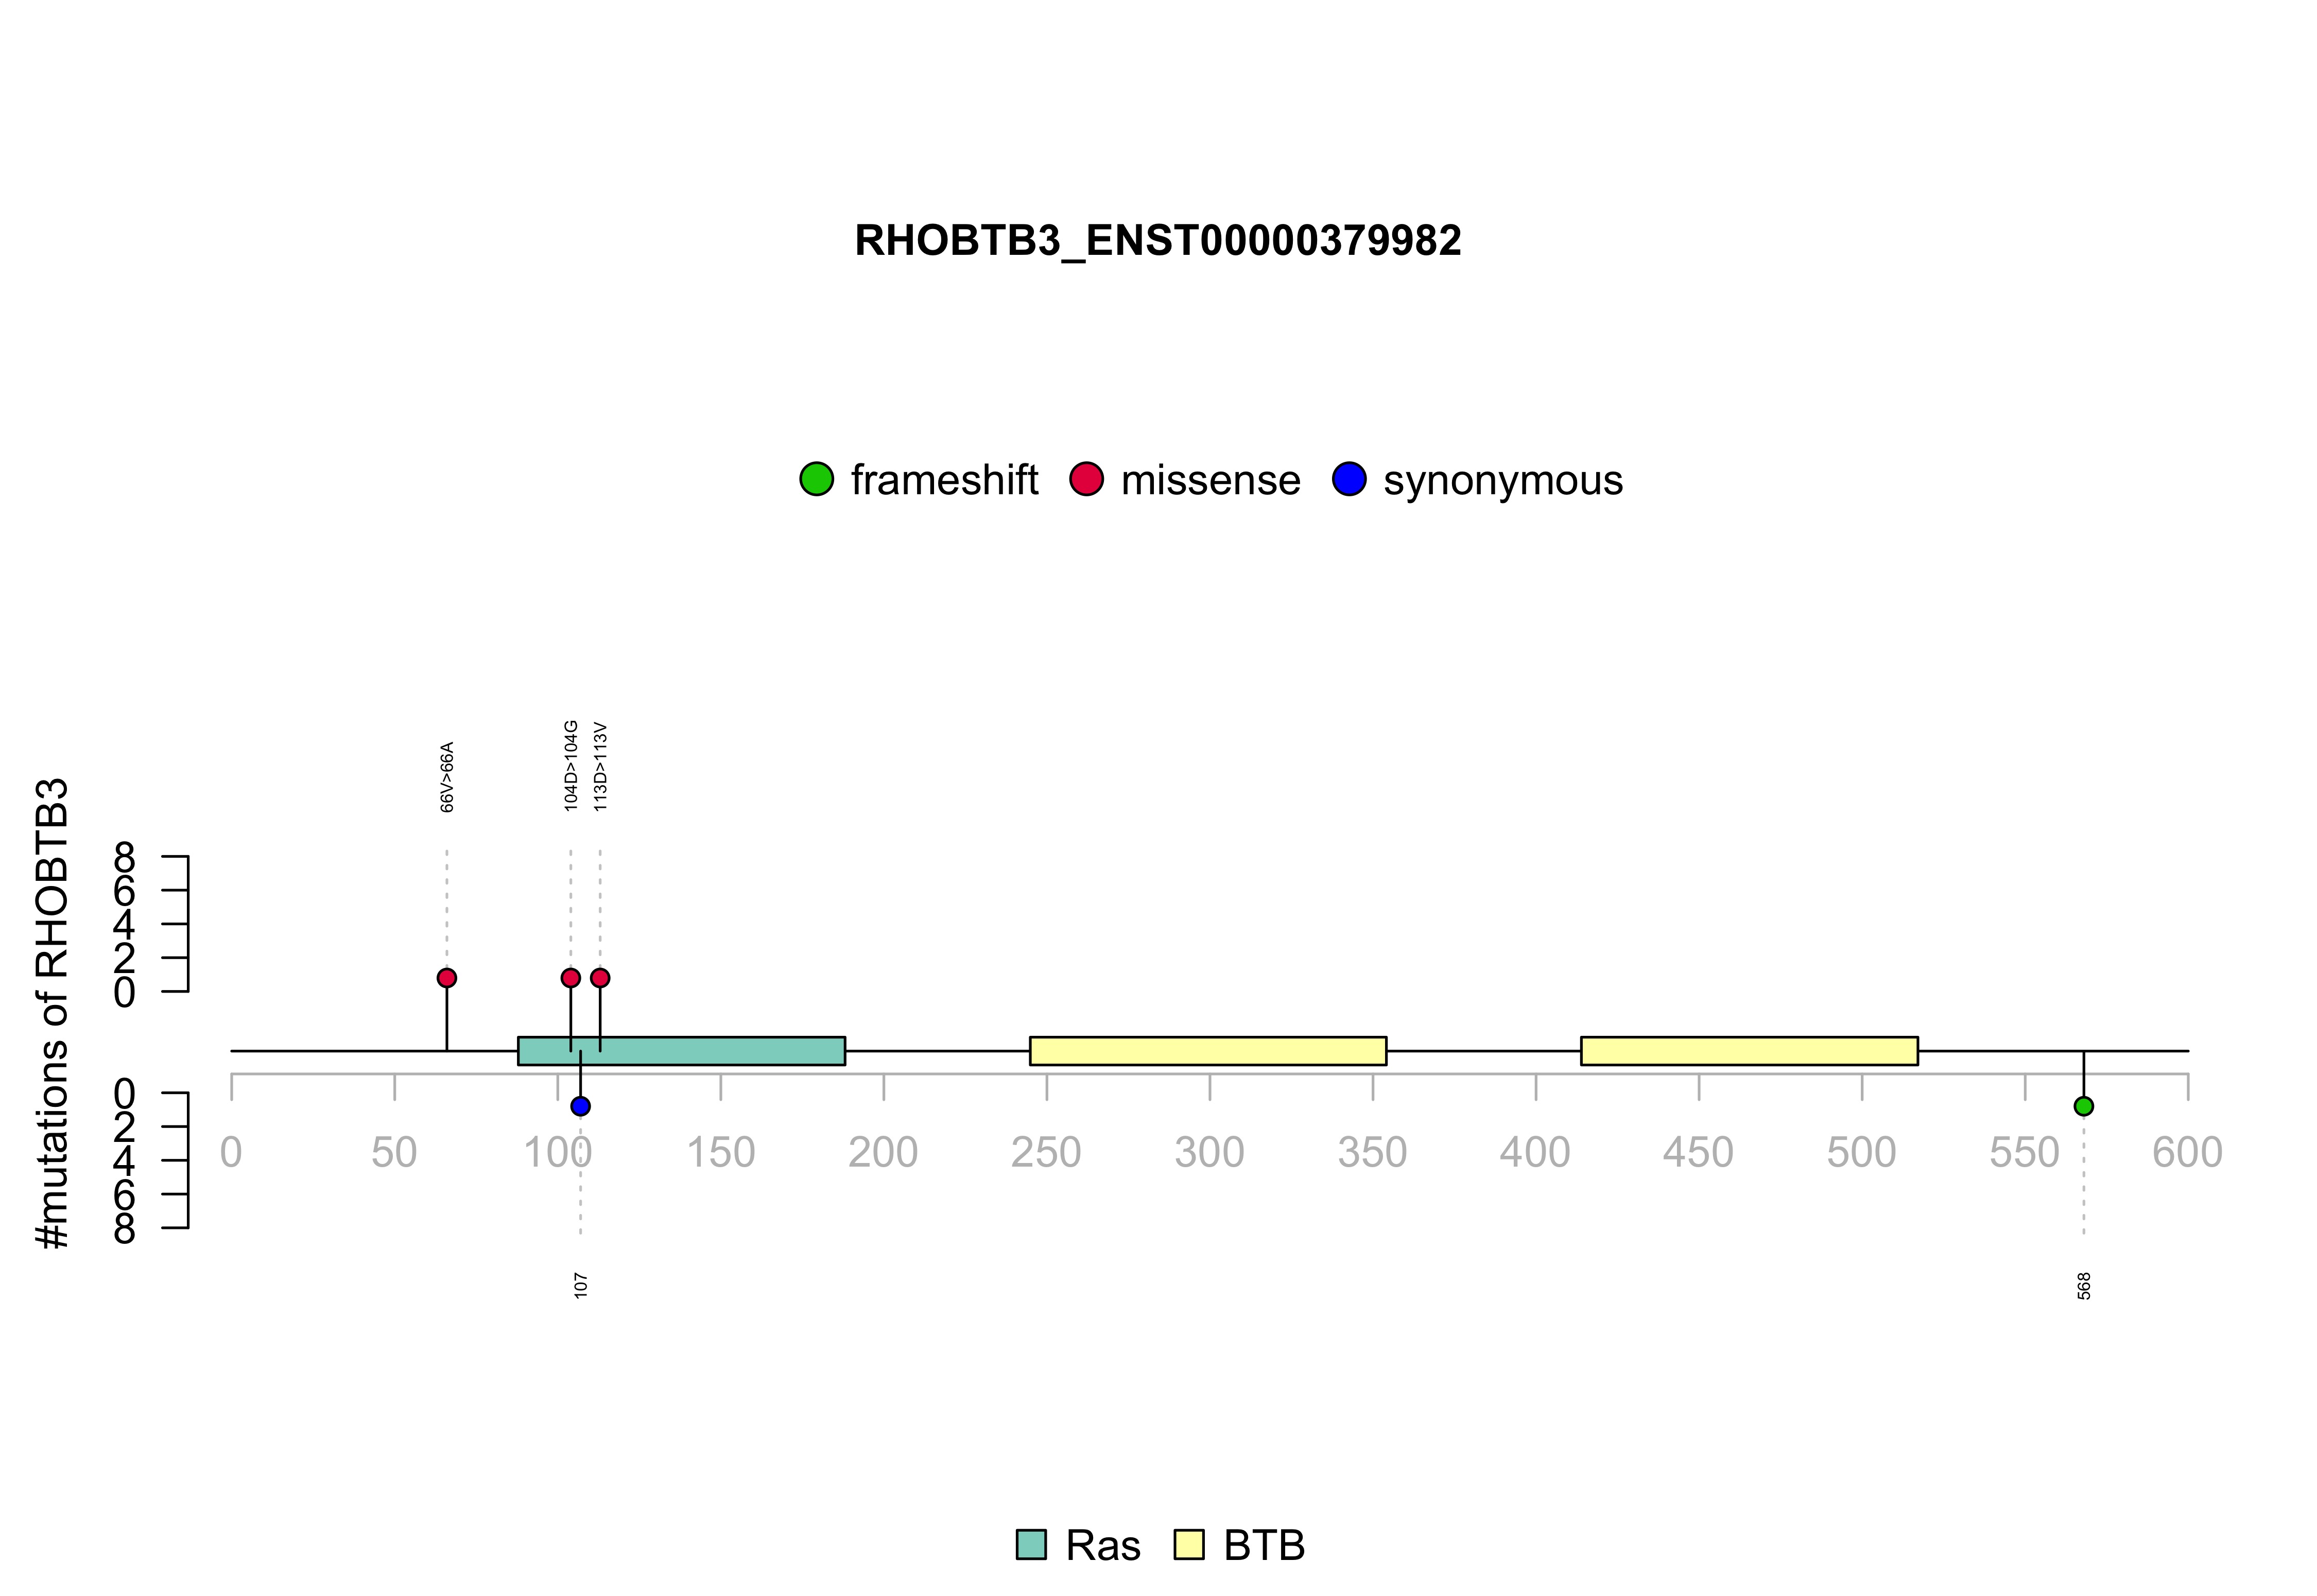 RHOBTB3_ENST00000379982
frameshift missense synonymous
66V>66A
104D>104G
113D>113V
#mutations of RHOBTB3
8
6
4
2
0
0
2
4
6
8
0 50 100 150 200 250 300 350 400 450 500 550 600
107
568
Ras BTB